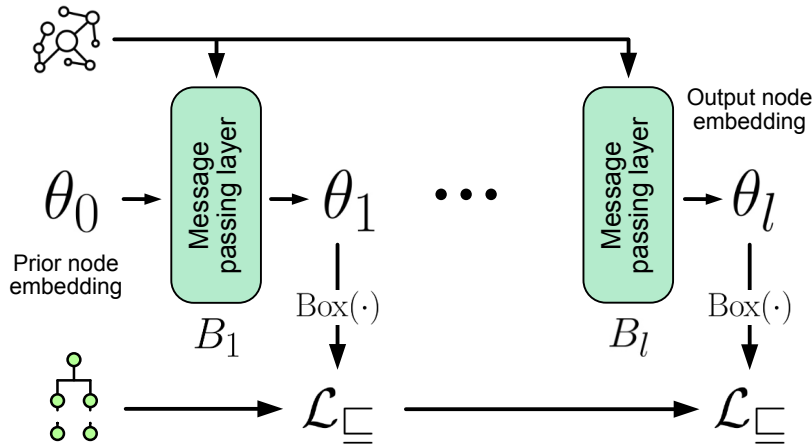 Output node
embedding
Message
passing layer
Message
passing layer
θ₀
θ₁
• • •
θₗ
Prior node
embedding
Box(·)
Box(·)
B₁
Bₗ
ℒ⊑
ℒ⊑